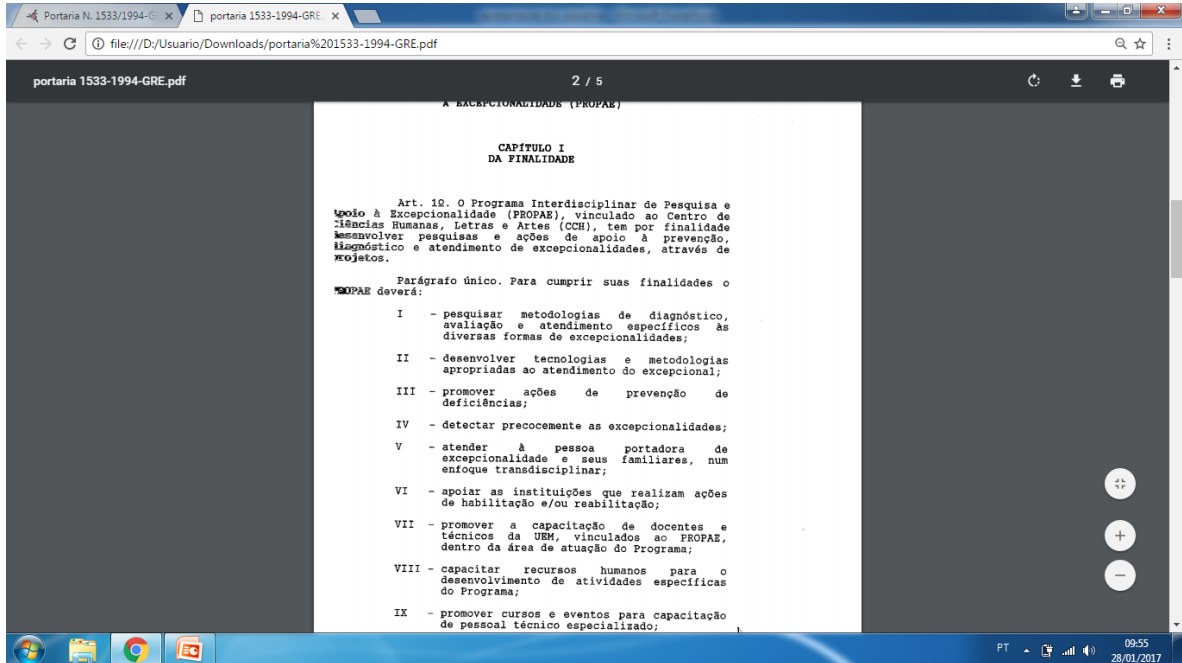 Portaria N. 1533/1994-G
portaria 1533-1994-GRE.
file:///D:/Usuario/Downloads/portaria%201533-1994-GRE.pdf
portaria 1533-1994-GRE.pdf
2 / 5
À EXCEPCIONALIDADE (PROPAE)
CAPÍTULO I
DA FINALIDADE
Art. 1º. O Programa Interdisciplinar de Pesquisa e
Apoio à Excepcionalidade (PROPAE), vinculado ao Centro de
Ciências Humanas, Letras e Artes (CCH), tem por finalidade
desenvolver pesquisas e ações de apoio à prevenção,
diagnóstico e atendimento de excepcionalidades, através de
projetos.
Parágrafo único. Para cumprir suas finalidades o
PROPAE deverá:
I - pesquisar metodologias de diagnóstico,
avaliação e atendimento específicos às
diversas formas de excepcionalidades;
II - desenvolver tecnologias e metodologias
apropriadas ao atendimento do excepcional;
III - promover ações de prevenção de
deficiências;
IV - detectar precocemente as excepcionalidades;
V - atender à pessoa portadora de
excepcionalidade e seus familiares, num
enfoque transdisciplinar;
VI - apoiar as instituições que realizam ações
de habilitação e/ou reabilitação;
VII - promover a capacitação de docentes e
técnicos da UEM, vinculados ao PROPAE,
dentro da área de atuação do Programa;
VIII - capacitar recursos humanos para o
desenvolvimento de atividades específicas
do Programa;
IX - promover cursos e eventos para capacitação
de pessoal técnico especializado;
PT
09:55
28/01/2017